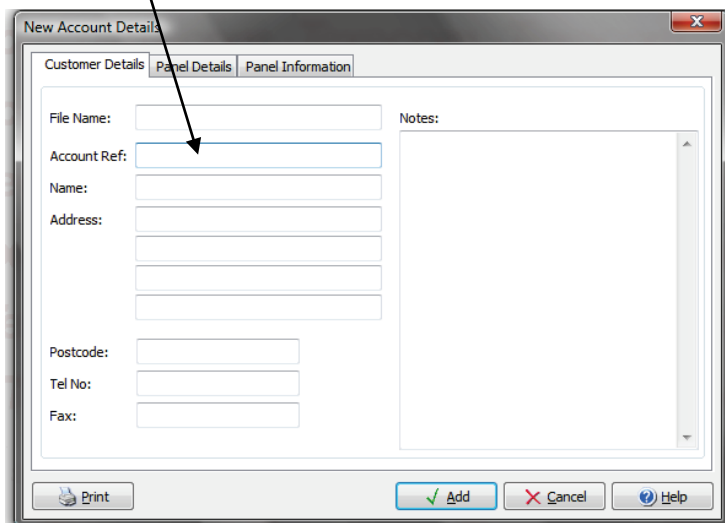 New Account Details
Customer Details Panel Details Panel Information
File Name:
Notes:
Account Ref:
Name:
Address:
Postcode:
Tel No:
Fax:
Print Add Cancel Help